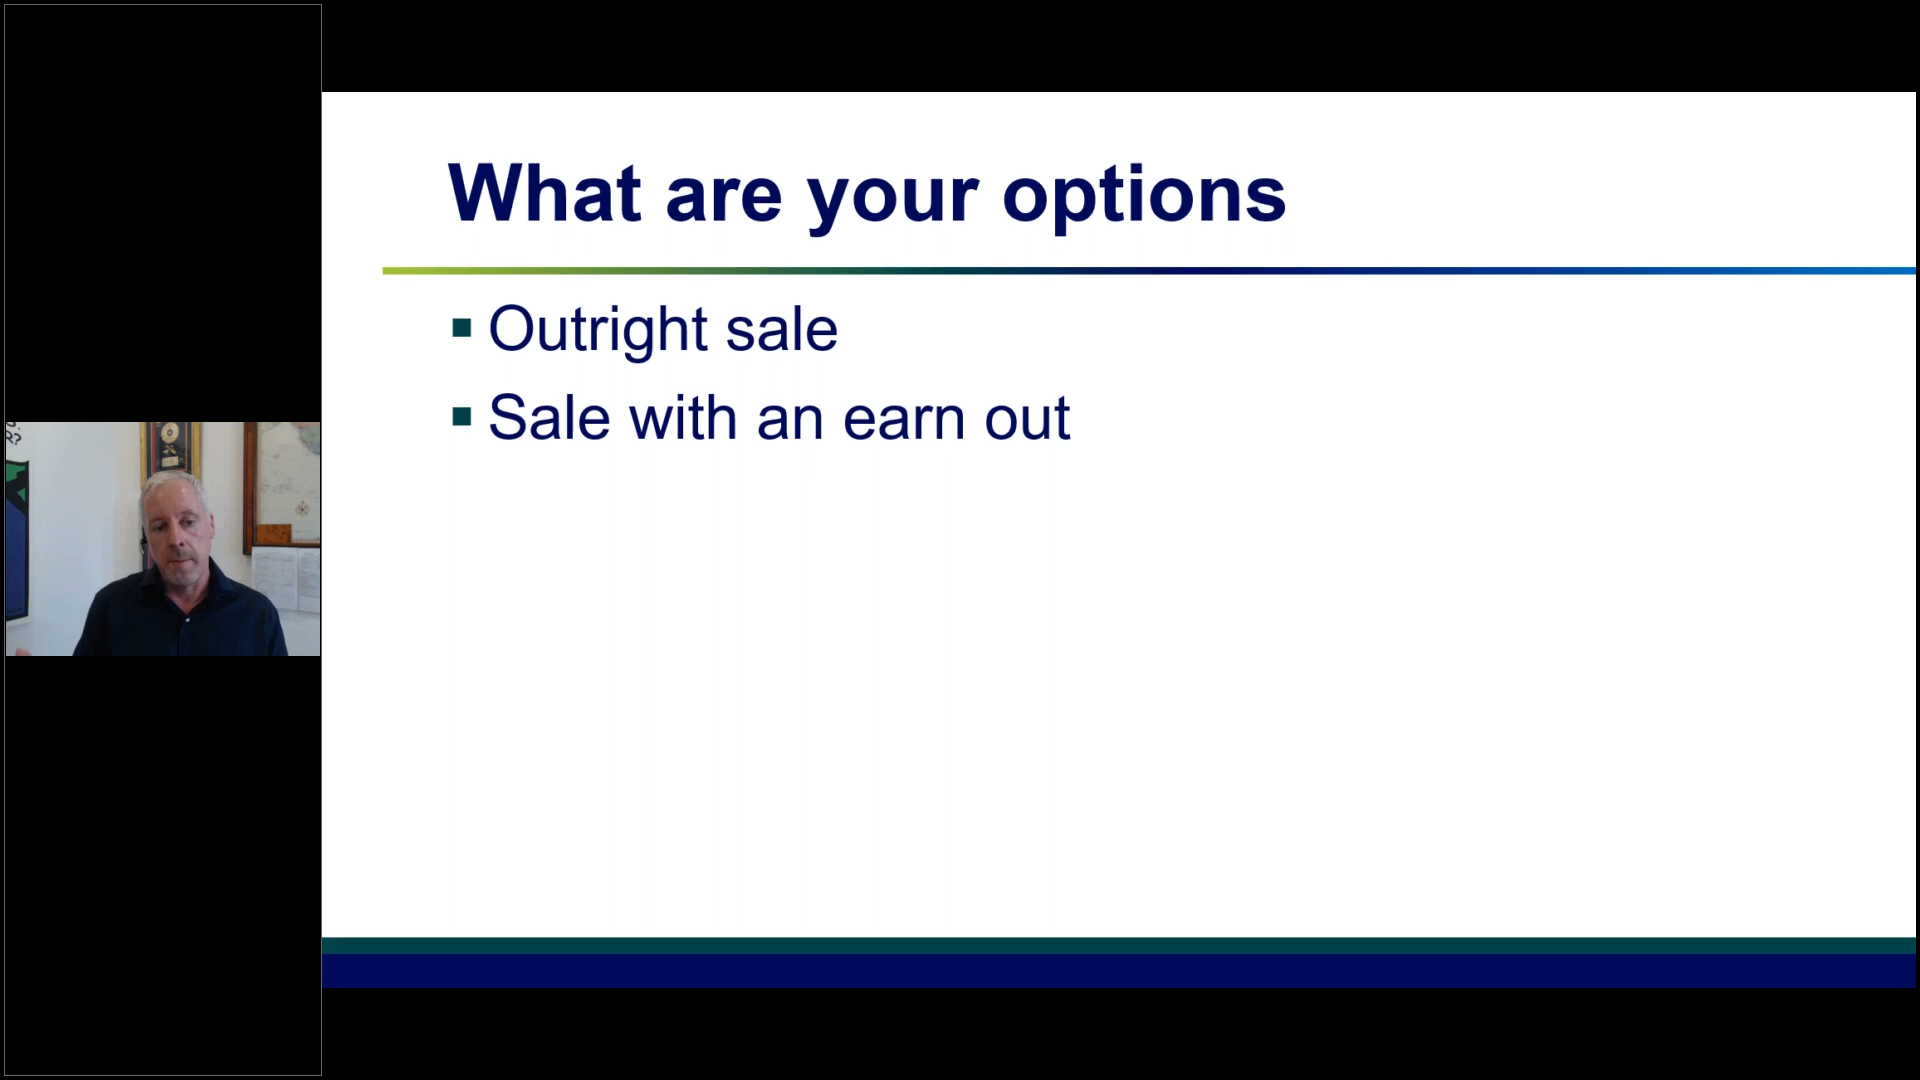 What are your options
Outright sale
Sale with an earn out